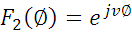 F₂(∅) = e^{jv∅}